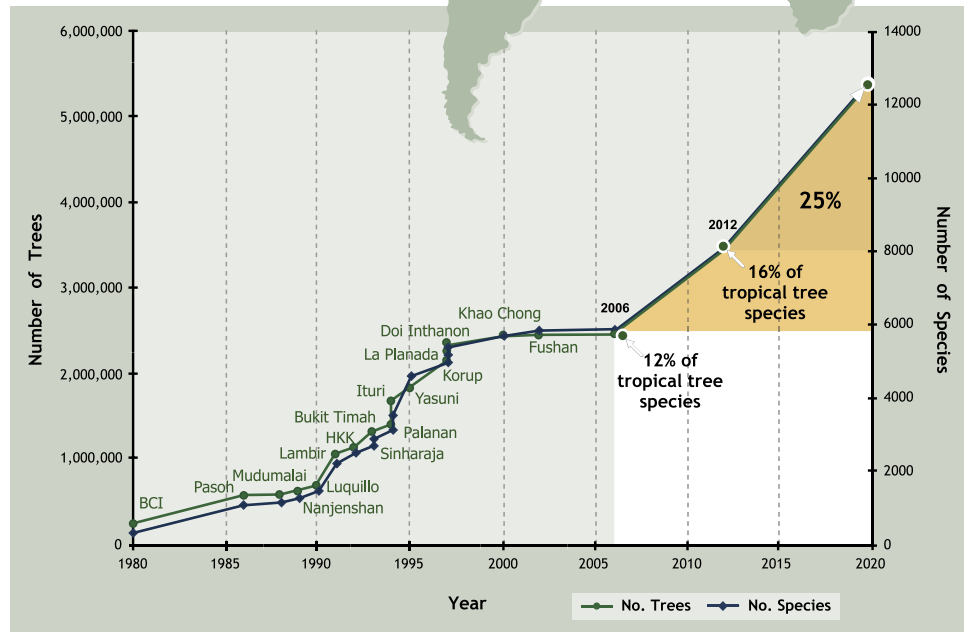 6,000,000
5,000,000
4,000,000
3,000,000
2,000,000
1,000,000
0
Number of Trees
14000
12000
10000
8000
6000
4000
2000
0
Number of Species
1980
1985
1990
1995
2000
2005
2010
2015
2020
Year
BCI
Pasoh
Mudumalai
Luquillo
Nanjenshan
Lambir
HKK
Sinharaja
Bukit Timah
Palanan
Ituri
Yasuni
La Planada
Korup
Doi Inthanon
Khao Chong
Fushan
2006
12% of
tropical tree
species
2012
16% of
tropical tree
species
25%
No. Trees
No. Species